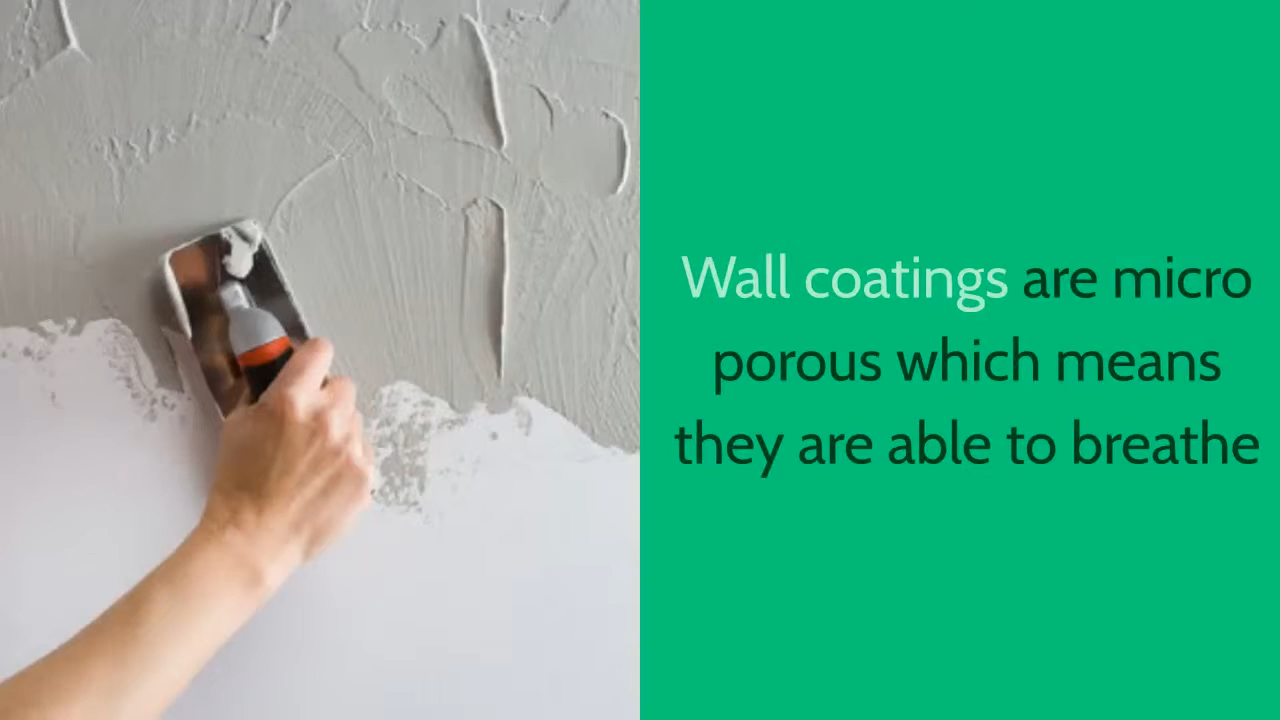 Wall coatings are micro
porous which means
they are able to breathe